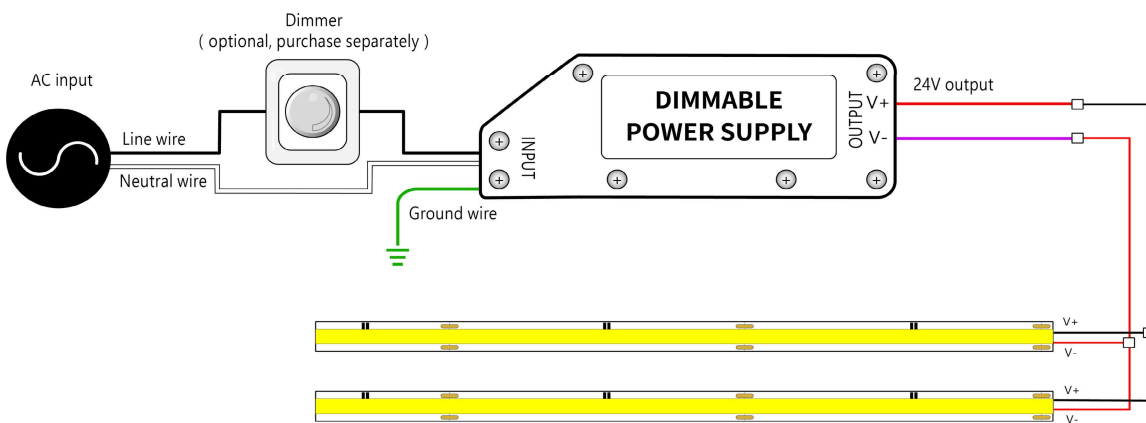 Dimmer
( optional, purchase separately )
AC input
Line wire
Neutral wire
Ground wire
INPUT
DIMMABLE
POWER SUPPLY
OUTPUT
V+
V-
24V output
V+
V-
V+
V-